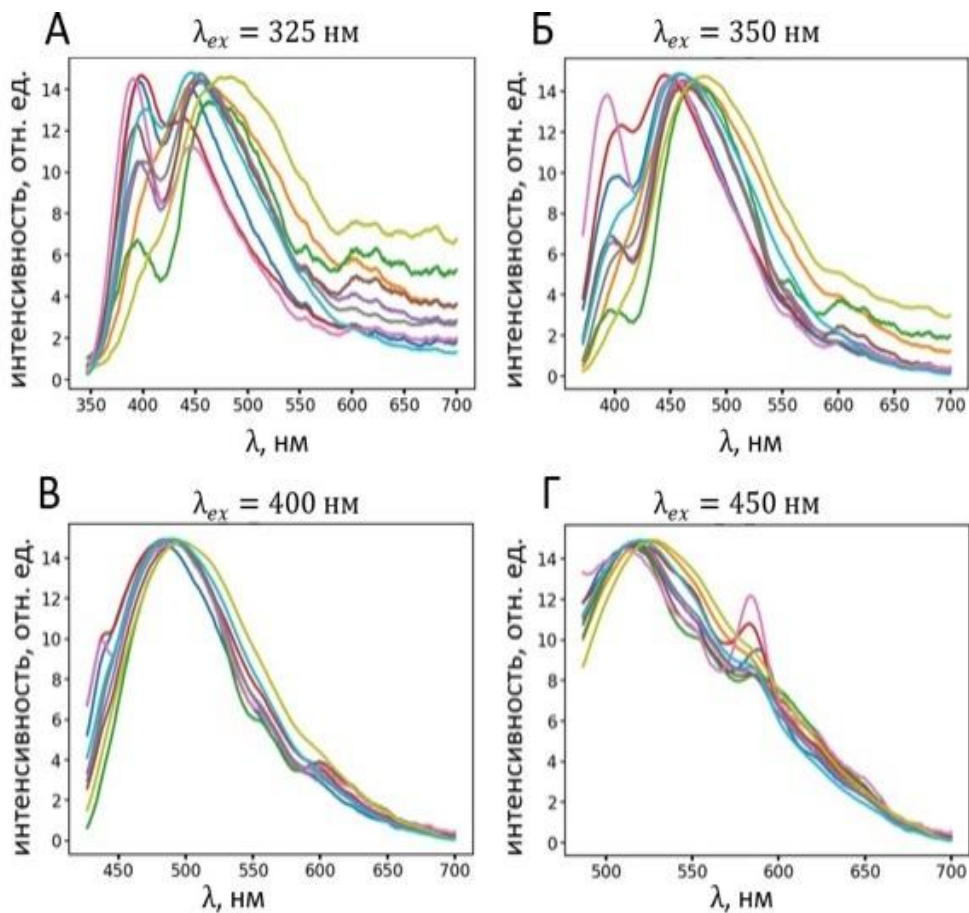 А
λex = 325 нм
интенсивность, отн. ед.
14
12
10
8
6
4
2
0
350 400 450 500 550 600 650 700
λ, нм
Б
λex = 350 нм
интенсивность, отн. ед.
14
12
10
8
6
4
2
0
400 450 500 550 600 650 700
λ, нм
В
λex = 400 нм
интенсивность, отн. ед.
14
12
10
8
6
4
2
0
450 500 550 600 650 700
λ, нм
Г
λex = 450 нм
интенсивность, отн. ед.
14
12
10
8
6
4
2
0
500 550 600 650 700
λ, нм